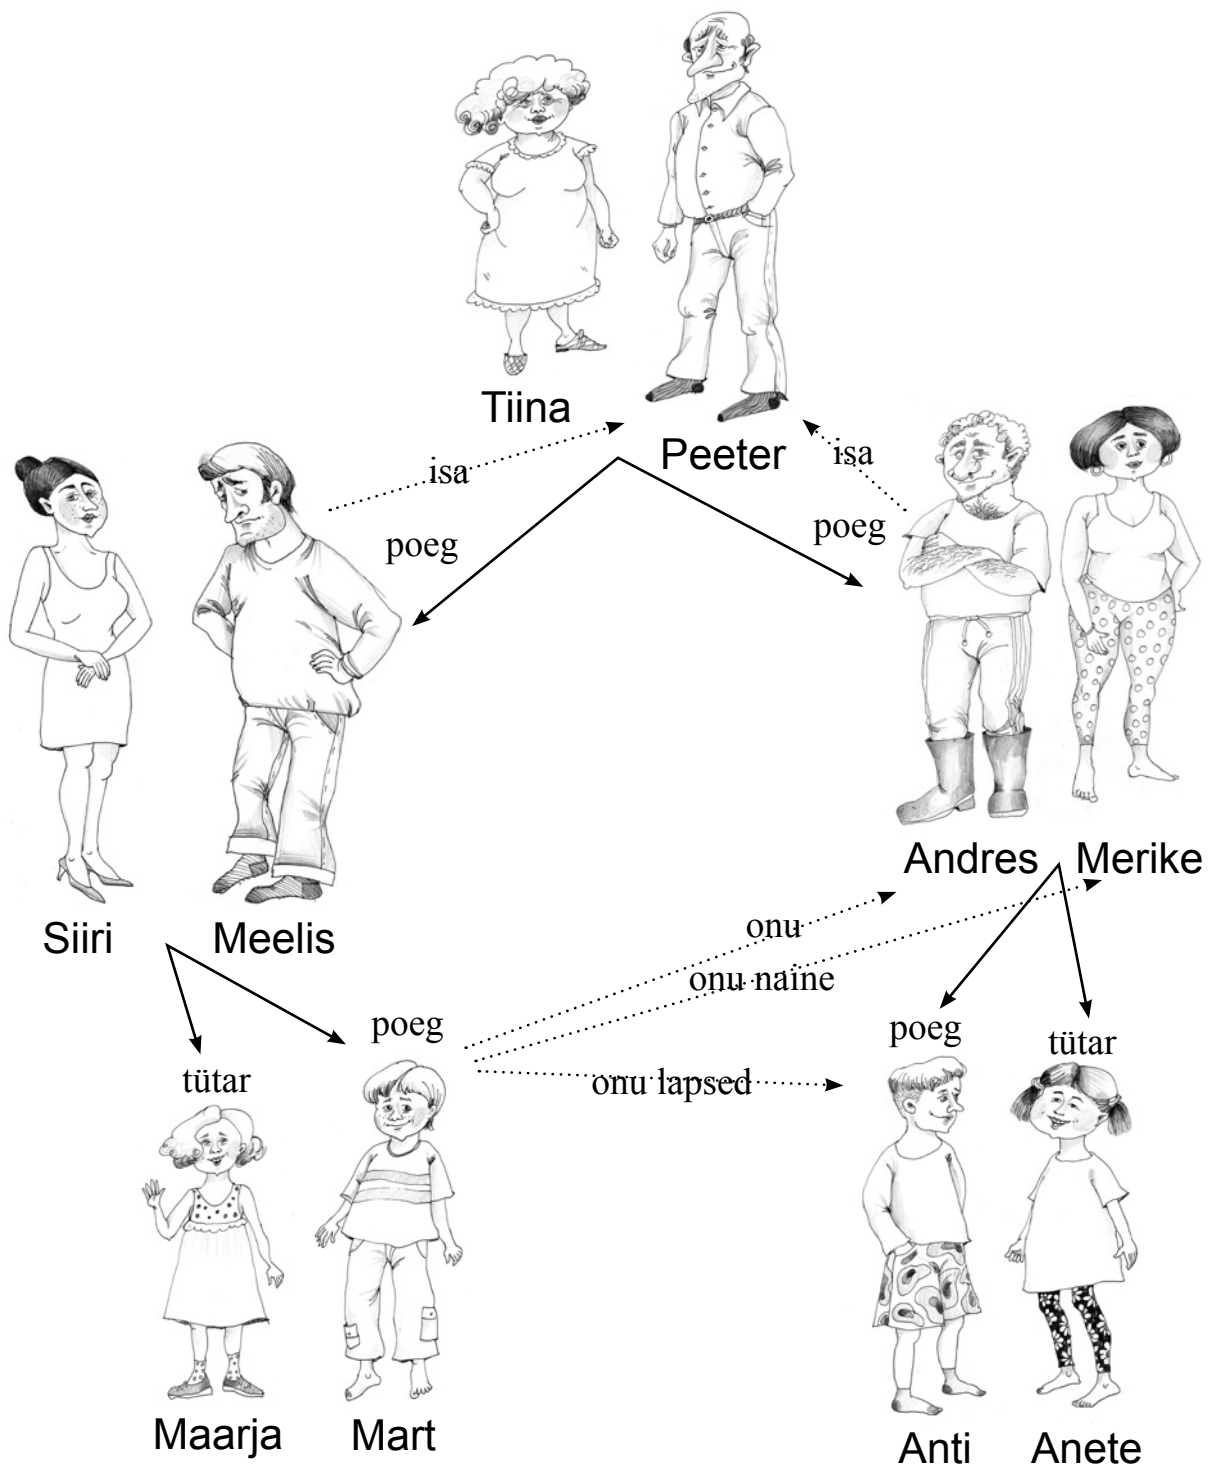 Tiina
Peeter
isa
isa
poeg
poeg
Andres
Merike
Siiri
Meelis
onu
onu naine
poeg
poeg
tütar
tütar
onu lapsed
Maarja
Mart
Anti
Anete